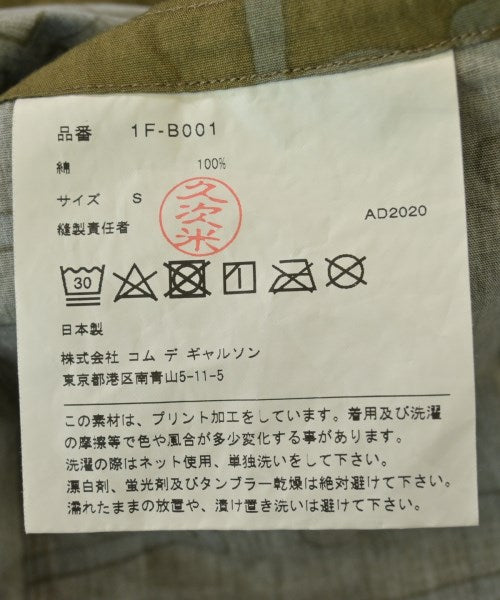 品番 1F-B001
綿 100%
サイズ S
縫製責任者 久次米 AD2020
30
日本製
株式会社 コム デ ギャルソン
東京都港区南青山5-11-5
この素材は、プリント加工をしています。着用及び洗濯
の摩擦等で色や風合が多少変化する事があります。
洗濯の際はネット使用、単独洗いをして下さい。
漂白剤、蛍光剤及びタンブラー乾燥は絶対避けて下さい。
濡れたままの放置や、漬け置き洗いは避けて下さい。